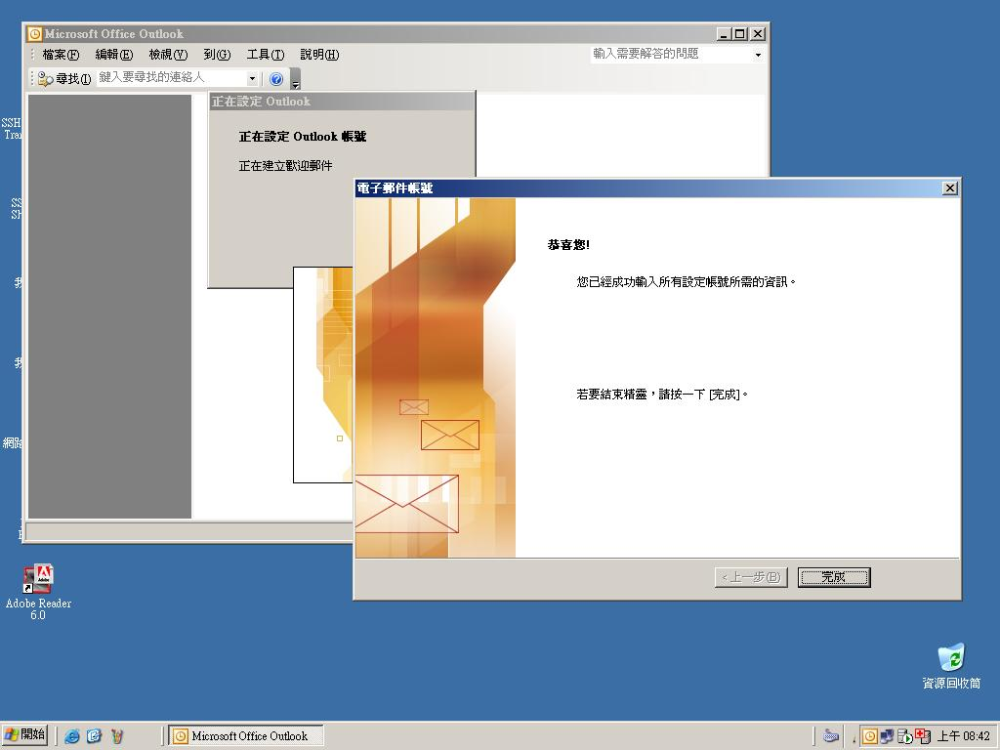 Microsoft Office Outlook
檔案(F) 編輯(E) 檢視(V) 到(G) 工具(T) 說明(H) 輸入需要解答的問題
尋找(I) 鍵入要尋找的連絡人
正在設定 Outlook
正在設定 Outlook 帳號
正在建立歡迎郵件
電子郵件帳號
恭喜您!
您已經成功輸入所有設定帳號所需的資訊。
若要結束精靈，請按一下 [完成]。
< 上一步(B) 完成
SSH
Tra
SS
SH
我
我
網路
Adobe Reader
6.0
資源回收筒
開始 Microsoft Office Outlook 上午 08:42